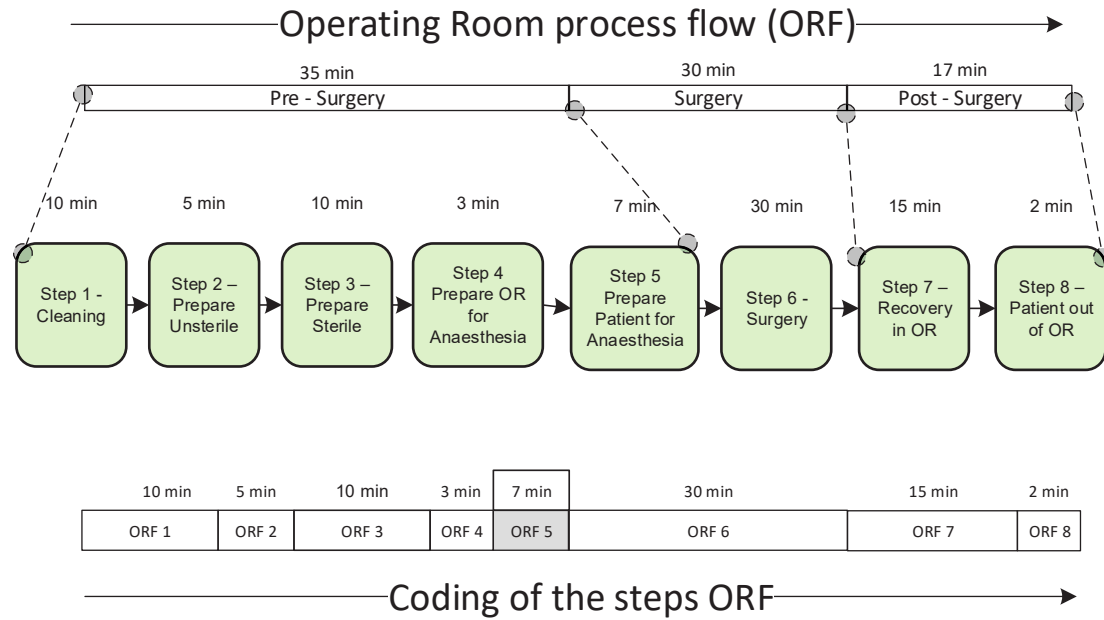 Operating Room process flow (ORF)
35 min
30 min
17 min
Pre - Surgery
Surgery
Post - Surgery
10 min
5 min
10 min
3 min
7 min
30 min
15 min
2 min
Step 1 -
Cleaning
Step 2 –
Prepare
Unsterile
Step 3 –
Prepare
Sterile
Step 4
Prepare OR
for
Anaesthesia
Step 5
Prepare
Patient for
Anaesthesia
Step 6 -
Surgery
Step 7 –
Recovery
in OR
Step 8 –
Patient out
of OR
10 min
5 min
10 min
3 min
7 min
30 min
15 min
2 min
ORF 1
ORF 2
ORF 3
ORF 4
ORF 5
ORF 6
ORF 7
ORF 8
Coding of the steps ORF